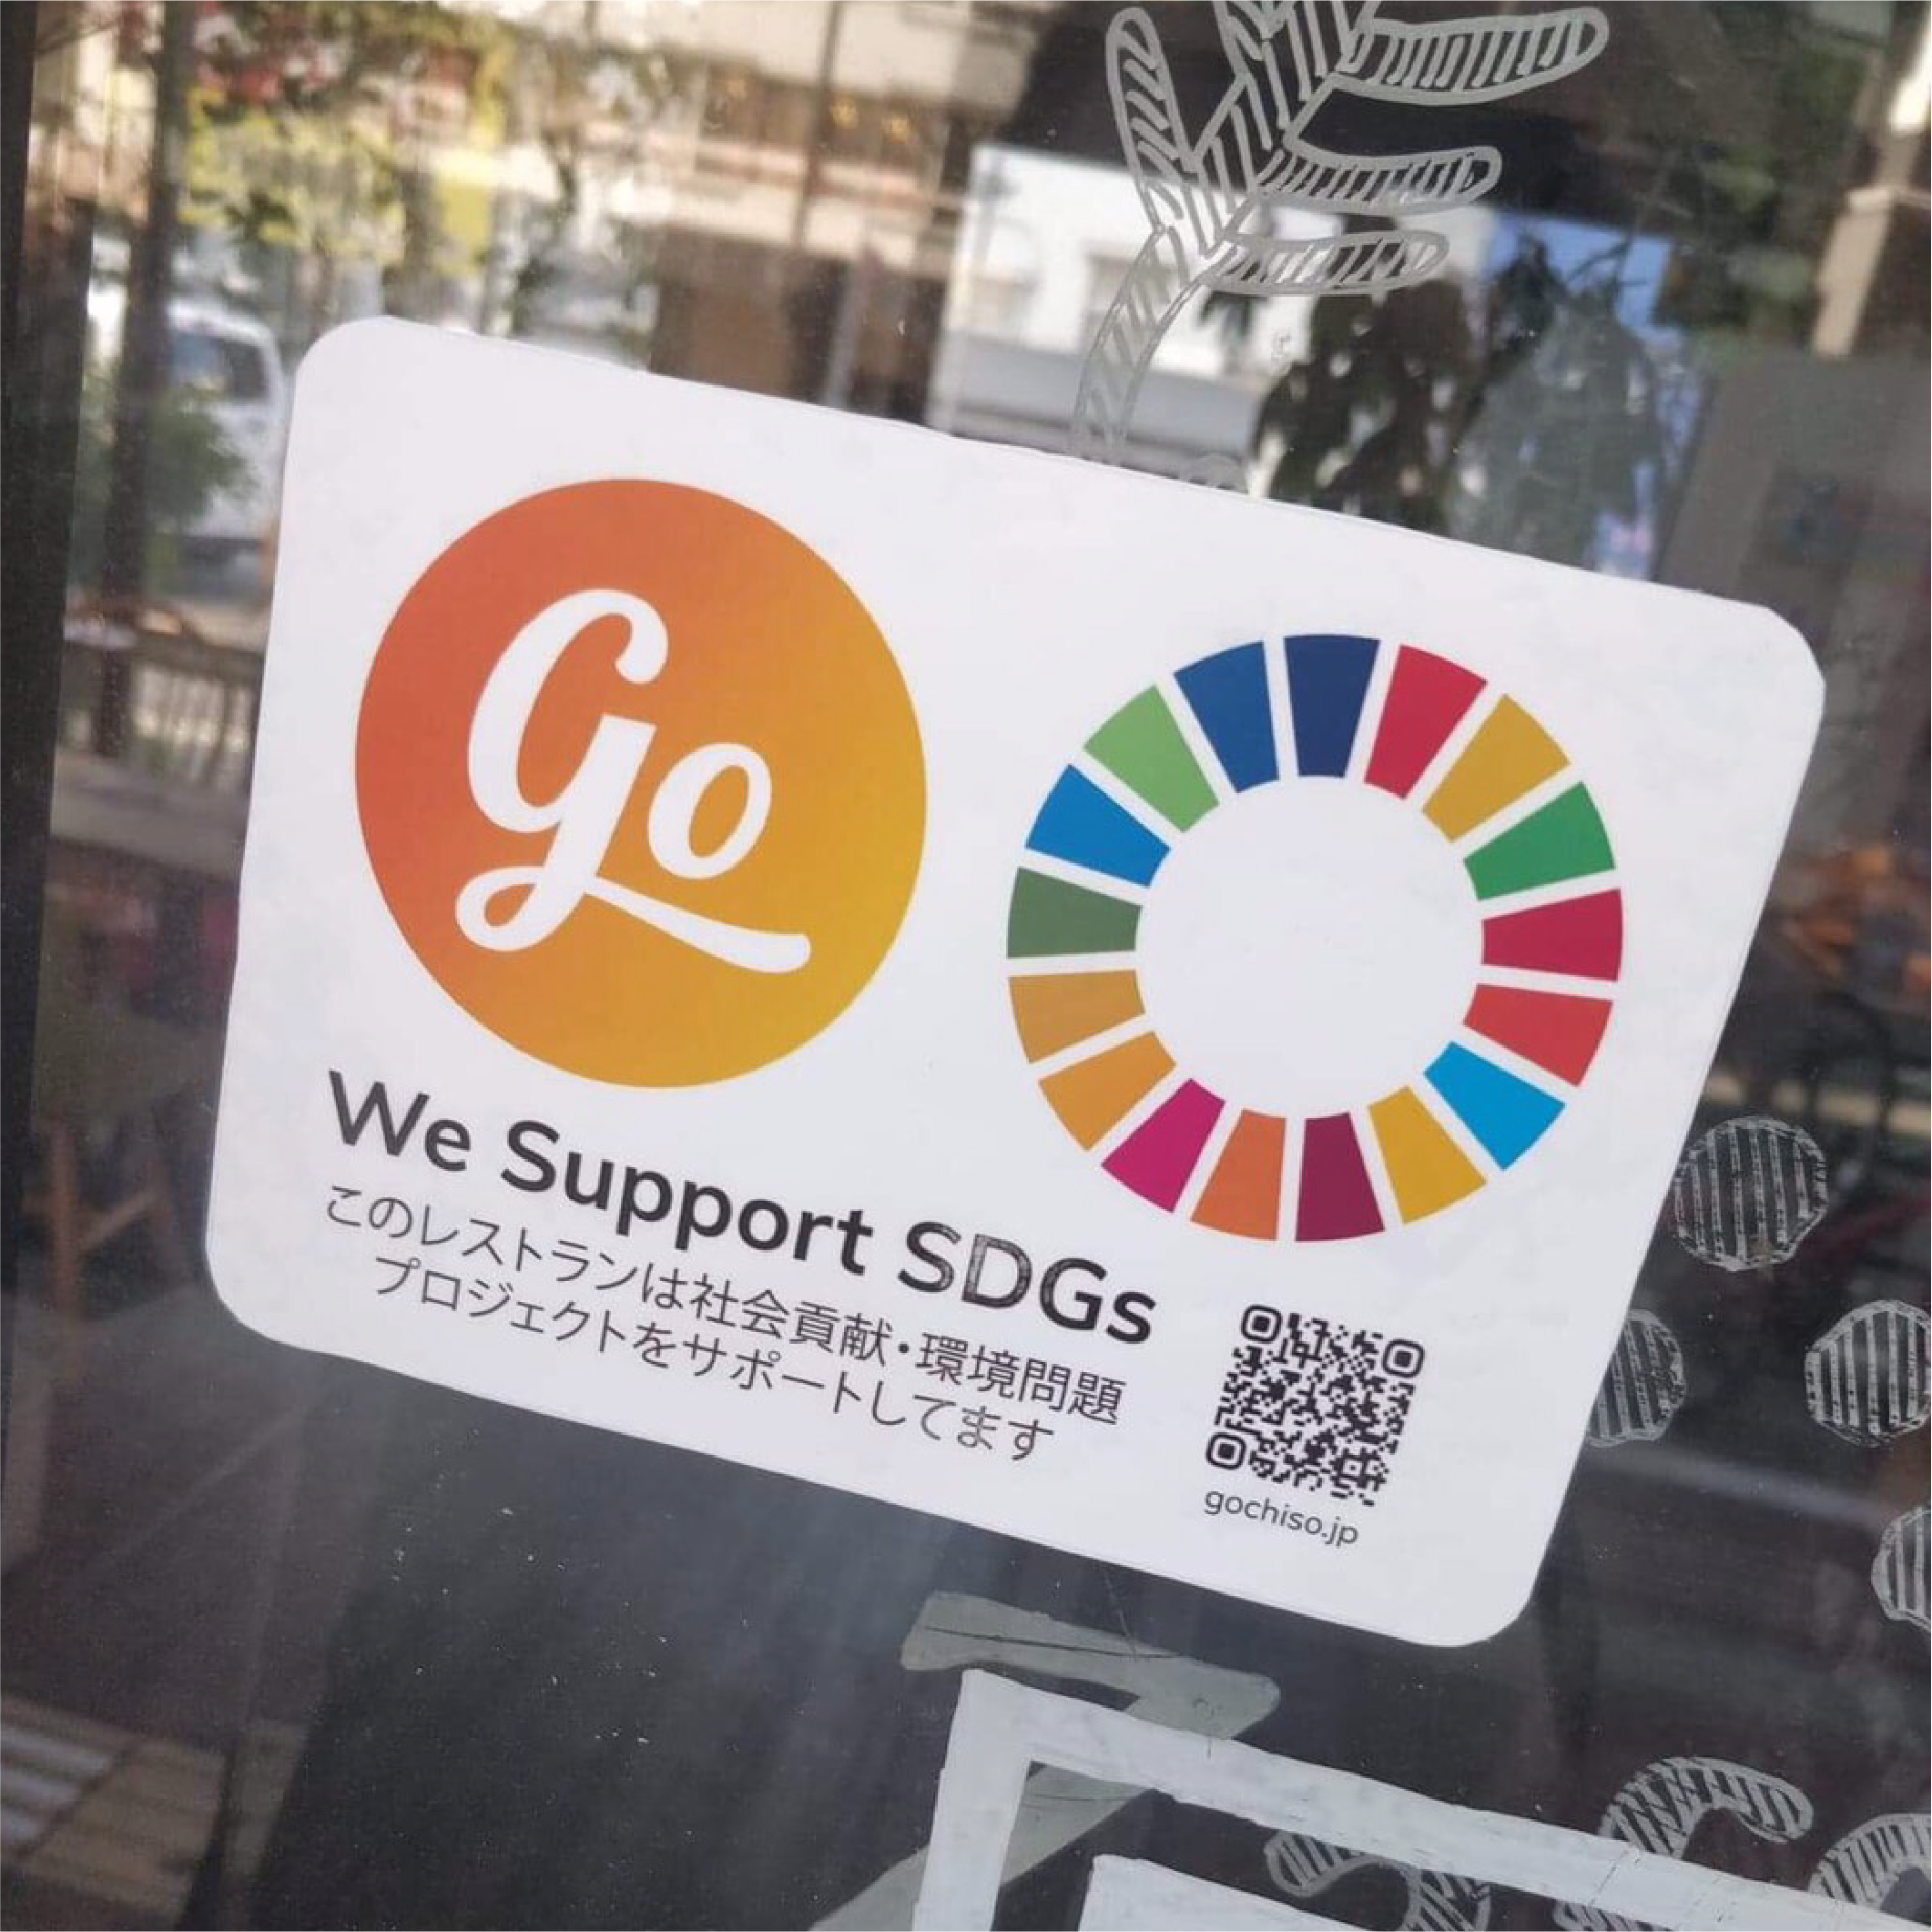 Go
We Support SDGs
このレストランは社会貢献・環境問題
プロジェクトをサポートしてます
gochiso.jp